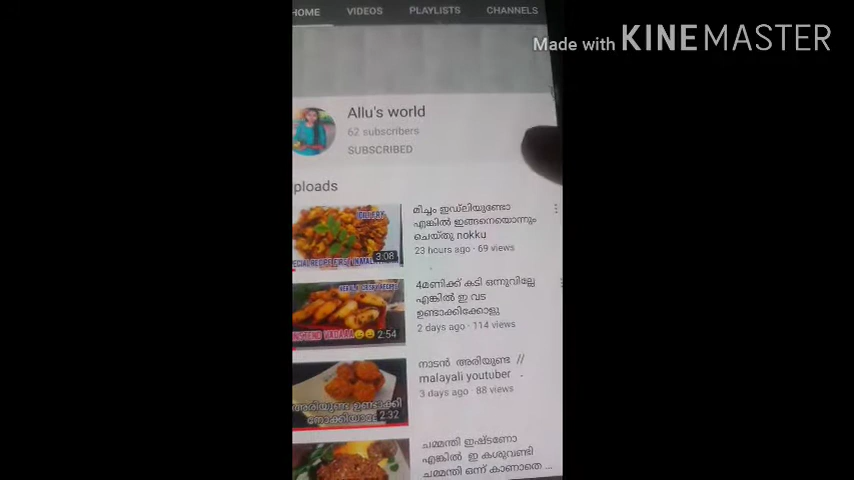 HOME VIDEOS PLAYLISTS CHANNELS
Made with KINEMASTER
Allu's world
62 subscribers
SUBSCRIBED
ploads
മിച്ചം ഇഡ്ലിയുണ്ടോ
എങ്കിൽ ഇങ്ങനെയൊന്നും
ചെയ്തു nokku
23 hours ago · 69 views
3:08
4മണിക്ക് കടി ഒന്നുവില്ലേ
എങ്കിൽ ഇ വട
ഉണ്ടാക്കിക്കോളു
2 days ago · 114 views
2:54
നാടൻ അരിയുണ്ട //
malayali youtuber
3 days ago · 88 views
അരിയുണ്ട ഉണ്ടാക്കി
2:32
ചമ്മന്തി ഇഷ്ടണോ
എങ്കിൽ ഇ കശുവണ്ടി
ചമ്മന്തി ഒന്ന് കാണാതെ ...